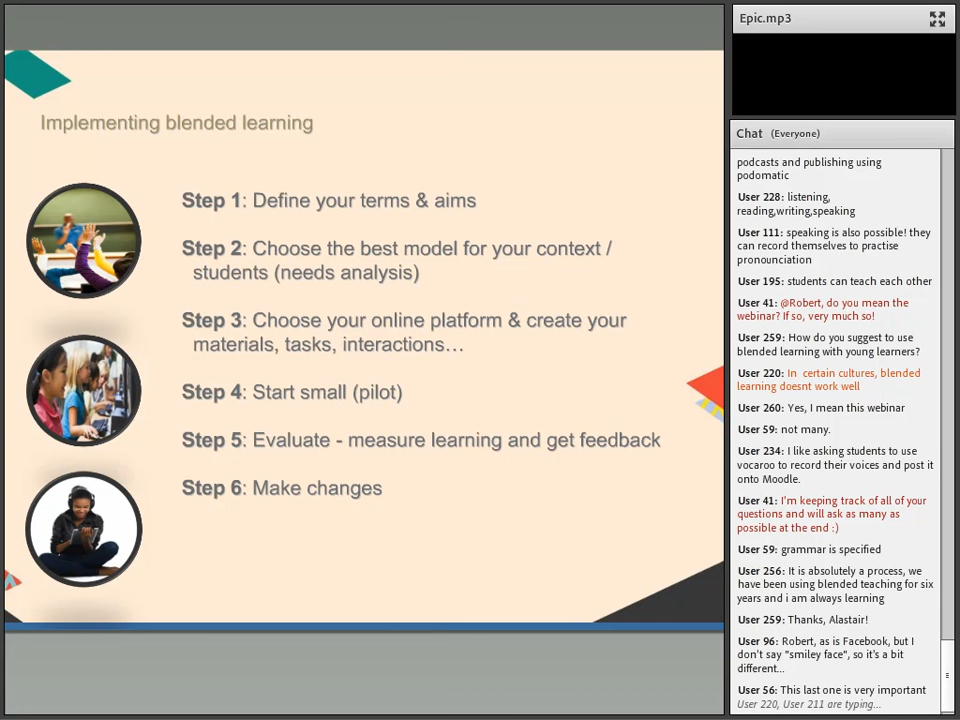 Implementing blended learning
Step 1: Define your terms & aims
Step 2: Choose the best model for your context /
students (needs analysis)
Step 3: Choose your online platform & create your
materials, tasks, interactions…
Step 4: Start small (pilot)
Step 5: Evaluate - measure learning and get feedback
Step 6: Make changes
Epic.mp3
Chat (Everyone)
podcasts and publishing using
podomatic
User 228: listening,
reading,writing,speaking
User 111: speaking is also possible! they
can record themselves to practise
pronounciation
User 195: students can teach each other
User 41: @Robert, do you mean the
webinar? If so, very much so!
User 259: How do you suggest to use
blended learning with young learners?
User 220: In certain cultures, blended
learning doesnt work well
User 260: Yes, I mean this webinar
User 59: not many.
User 234: I like asking students to use
vocaroo to record their voices and post it
onto Moodle.
User 41: I'm keeping track of all of your
questions and will ask as many as
possible at the end :)
User 59: grammar is specified
User 256: It is absolutely a process, we
have been using blended teaching for six
years and i am always learning
User 259: Thanks, Alastair!
User 96: Robert, as is Facebook, but I
don't say "smiley face", so it's a bit
different...
User 56: This last one is very important
User 220, User 211 are typing...